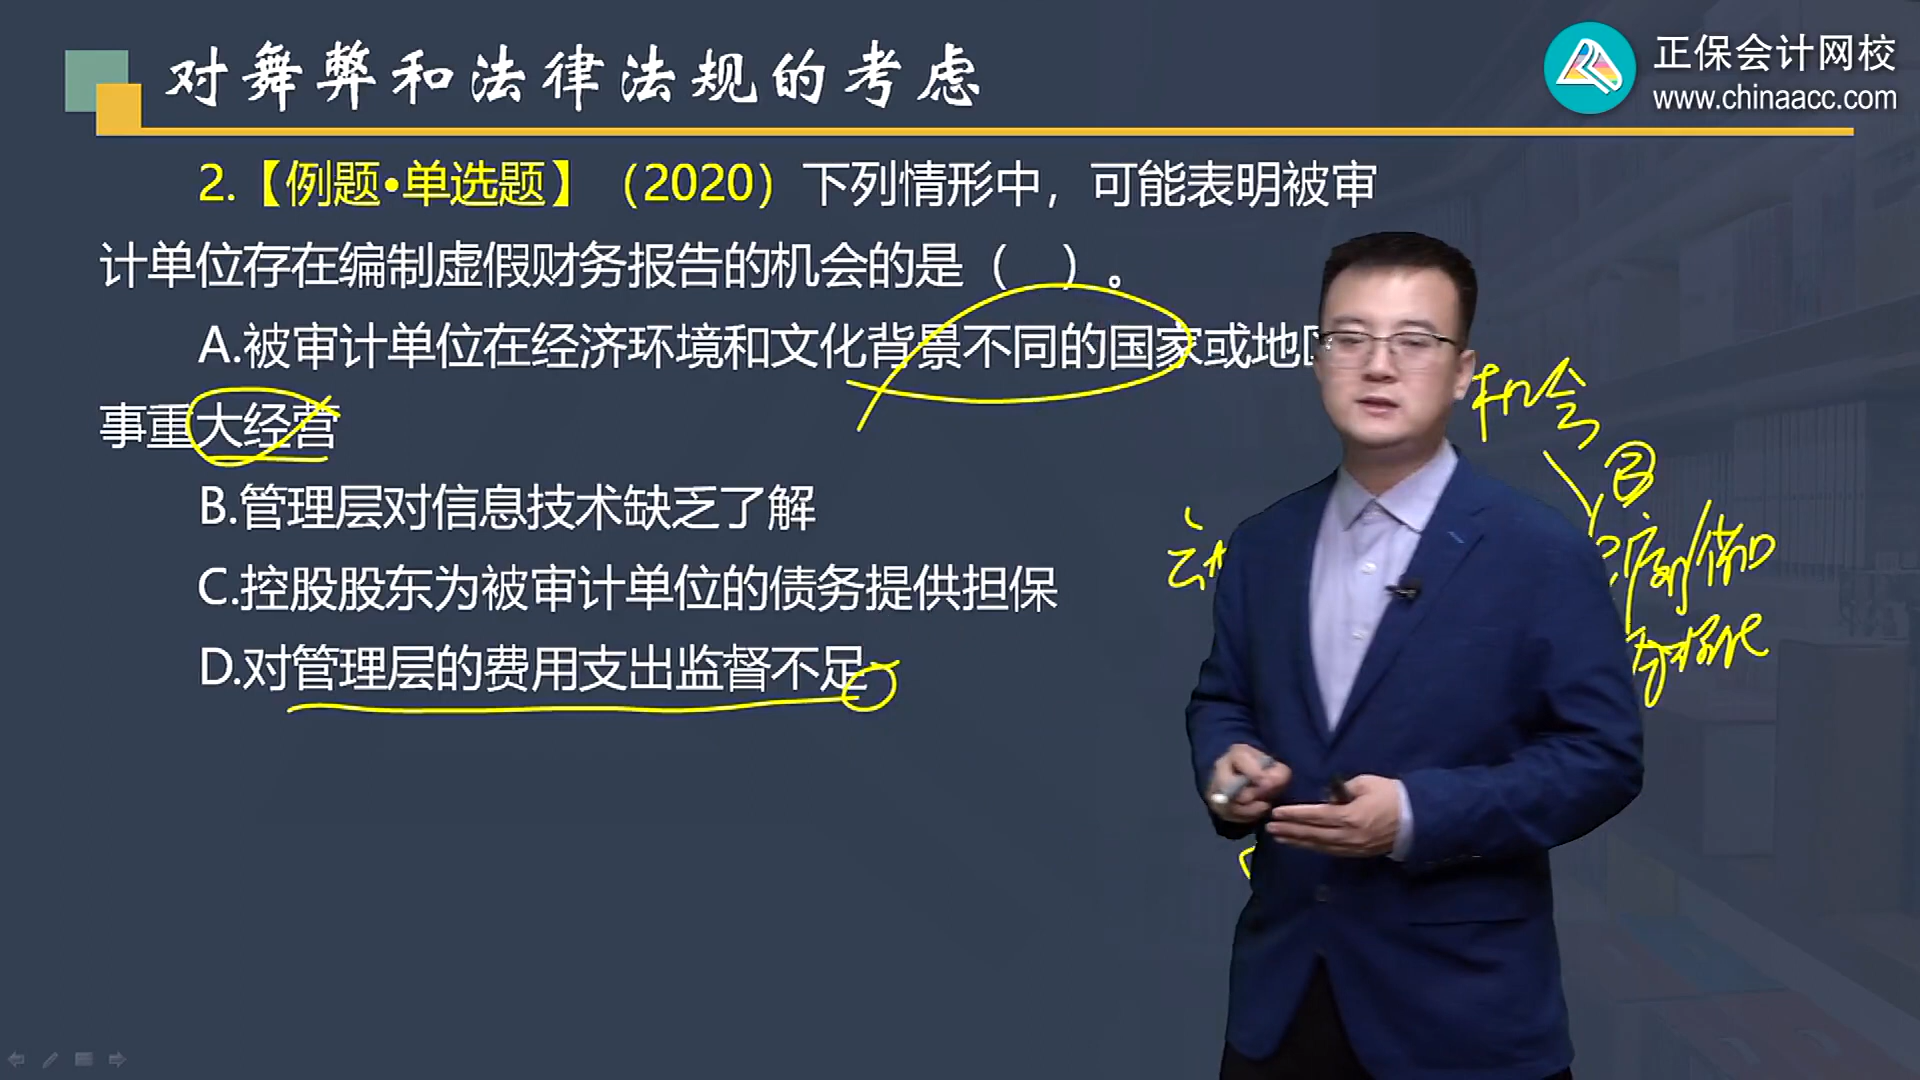 对舞弊和法律法规的考虑
正保会计网校
www.chinaacc.com
2.【例题•单选题】（2020）下列情形中，可能表明被审
计单位存在编制虚假财务报告的机会的是（ ）。
A.被审计单位在经济环境和文化背景不同的国家或地区
事重大经营
B.管理层对信息技术缺乏了解
C.控股股东为被审计单位的债务提供担保
D.对管理层的费用支出监督不足
机会